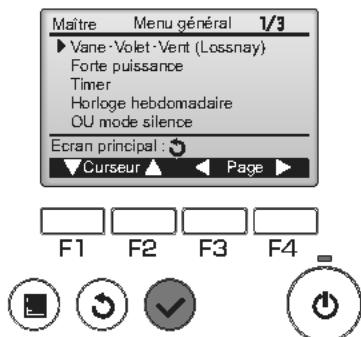 Maître Menu général 1/3
Vane·Volet·Vent (Lossnay)
Forte puissance
Timer
Horloge hebdomadaire
OU mode silence
Ecran principal :
Curseur Page
F1 F2 F3 F4